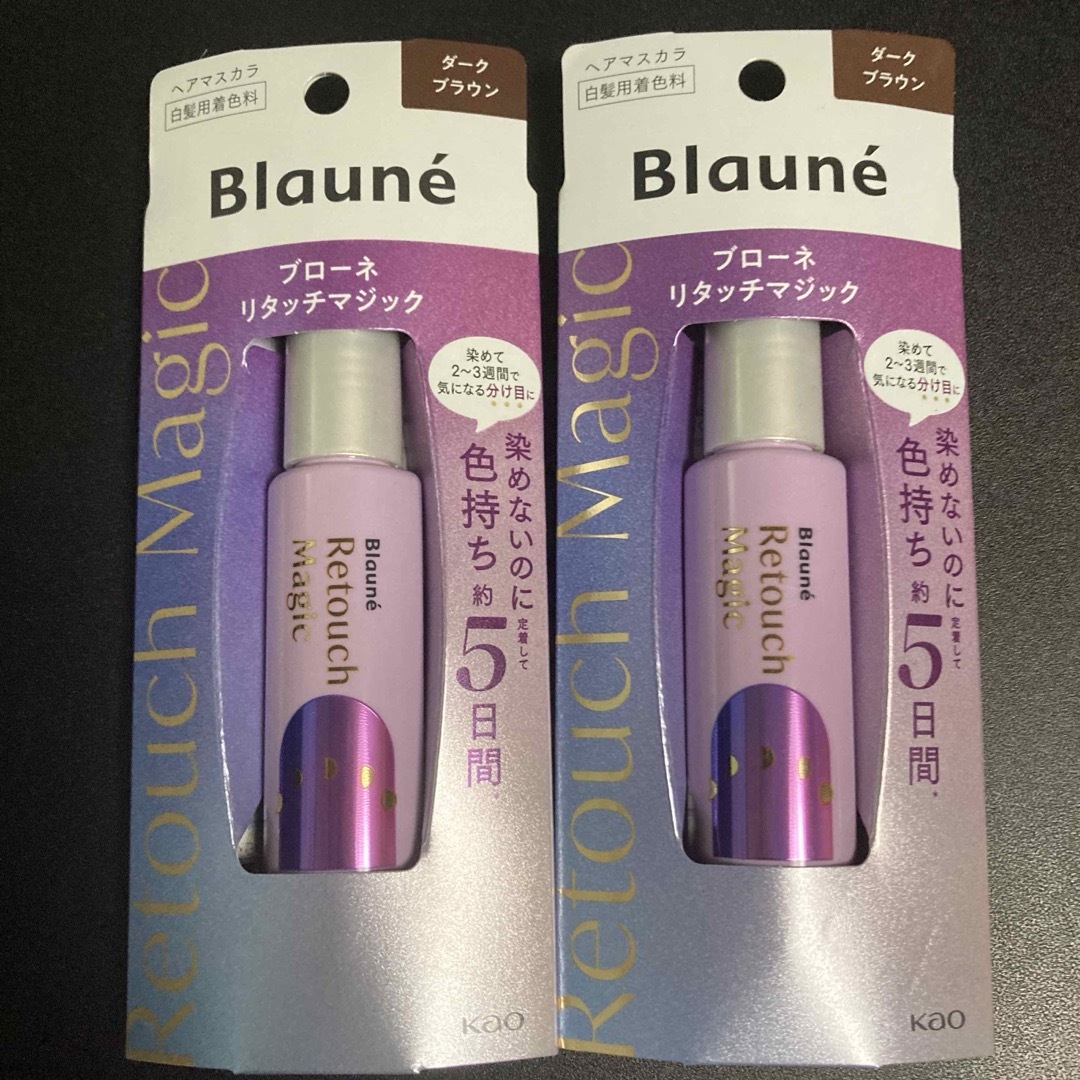 ヘアマスカラ
白髪用着色料
ダーク
ブラウン
Blauné
ブローネ
リタッチマジック
Retouch Magic
染めて
2~3週間で
気になる分け目に
染めないのに
色持ち 約5日間.
定着して
Blauné
Retouch
Magic
Kao
ヘアマスカラ
白髪用着色料
ダーク
ブラウン
Blauné
ブローネ
リタッチマジック
Retouch Magic
染めて
2~3週間で
気になる分け目に
染めないのに
色持ち 約5日間.
定着して
Blauné
Retouch
Magic
Kao